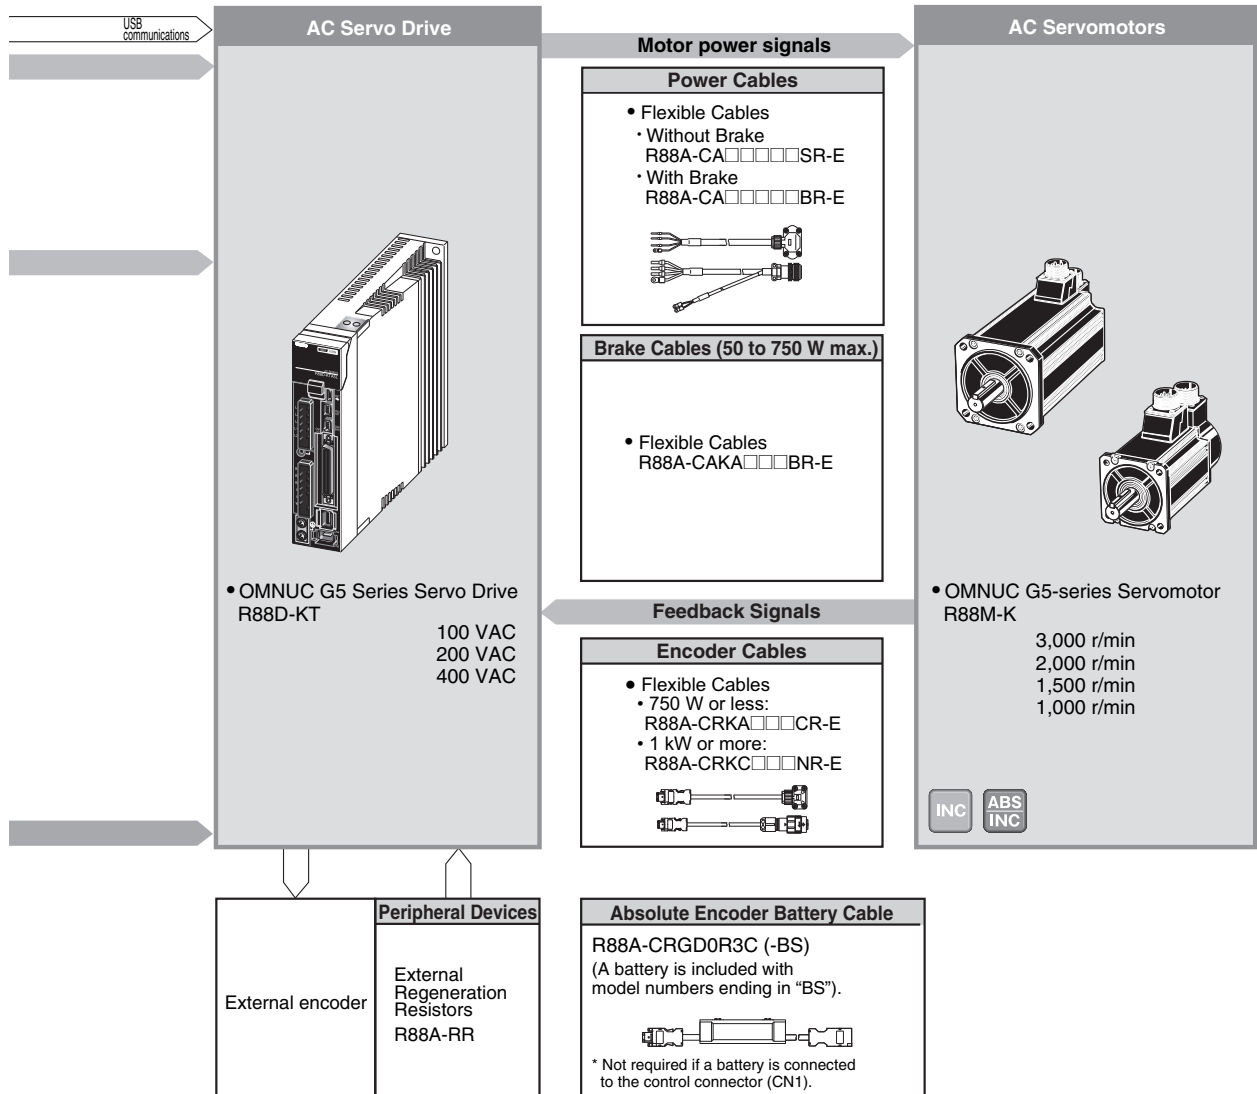 USB
communications
AC Servo Drive
• OMNUC G5 Series Servo Drive
R88D-KT
100 VAC
200 VAC
400 VAC
Motor power signals
Power Cables
• Flexible Cables
・Without Brake
R88A-CA□□□□□SR-E
・With Brake
R88A-CA□□□□□BR-E
Brake Cables (50 to 750 W max.)
• Flexible Cables
R88A-CAKA□□□BR-E
Feedback Signals
Encoder Cables
• Flexible Cables
• 750 W or less:
R88A-CRKA□□□CR-E
• 1 kW or more:
R88A-CRKC□□□NR-E
AC Servomotors
• OMNUC G5-series Servomotor
R88M-K
3,000 r/min
2,000 r/min
1,500 r/min
1,000 r/min
INC
ABS
INC
External encoder
Peripheral Devices
External
Regeneration
Resistors
R88A-RR
Absolute Encoder Battery Cable
R88A-CRGD0R3C (-BS)
(A battery is included with
model numbers ending in “BS”).
* Not required if a battery is connected
to the control connector (CN1).